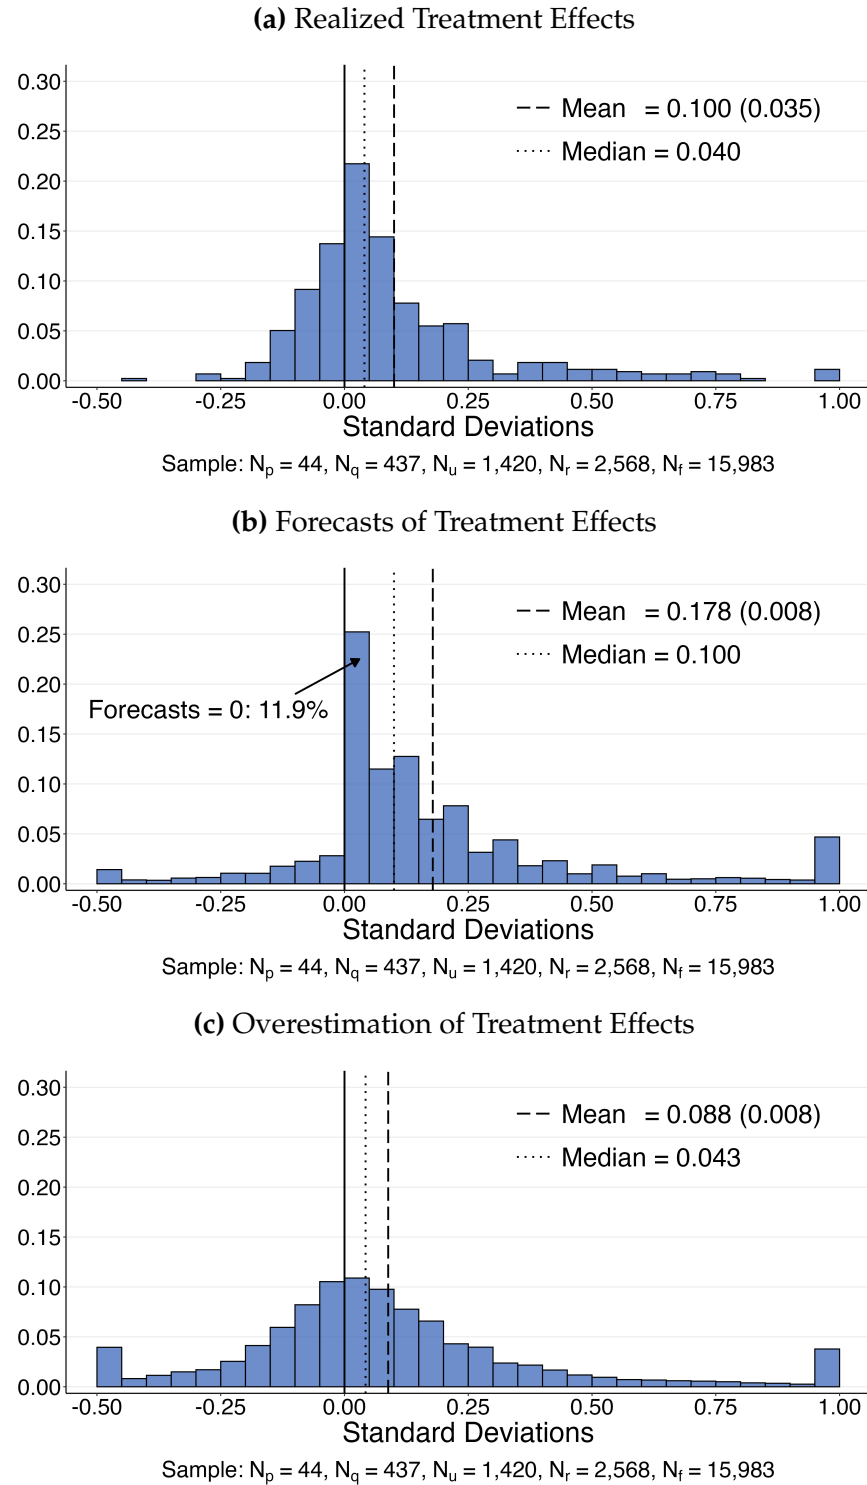 (a) Realized Treatment Effects
0.30
Mean = 0.100 (0.035)
0.25
Median = 0.040
0.20
0.15
0.10
0.05
0.00
-0.50 -0.25 0.00 0.25 0.50 0.75 1.00
Standard Deviations
Sample: Np = 44, Nq = 437, Nu = 1,420, Nr = 2,568, Nf = 15,983
(b) Forecasts of Treatment Effects
0.30
Mean = 0.178 (0.008)
0.25
Median = 0.100
0.20
Forecasts = 0: 11.9%
0.15
0.10
0.05
0.00
-0.50 -0.25 0.00 0.25 0.50 0.75 1.00
Standard Deviations
Sample: Np = 44, Nq = 437, Nu = 1,420, Nr = 2,568, Nf = 15,983
(c) Overestimation of Treatment Effects
0.30
Mean = 0.088 (0.008)
0.25
Median = 0.043
0.20
0.15
0.10
0.05
0.00
-0.50 -0.25 0.00 0.25 0.50 0.75 1.00
Standard Deviations
Sample: Np = 44, Nq = 437, Nu = 1,420, Nr = 2,568, Nf = 15,983